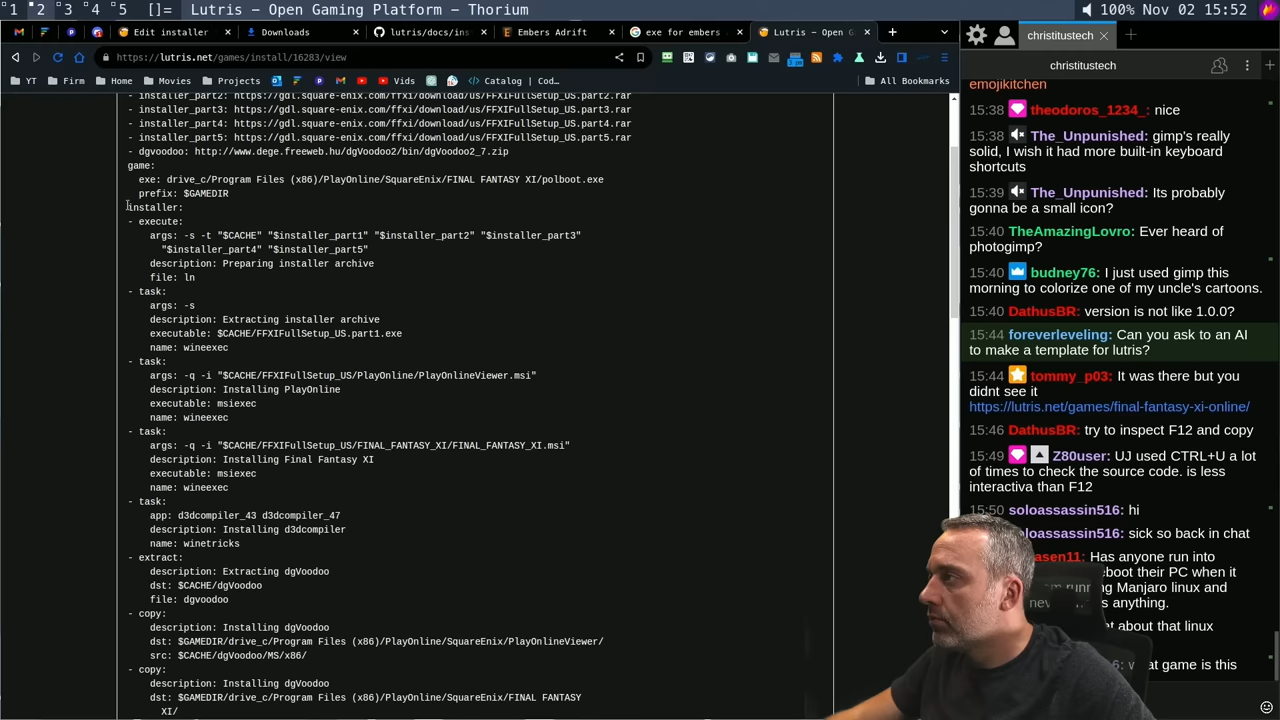 1 2 3 4 5 6 7 8 9 []= Lutris – Open Gaming Platform – Thorium 100% Nov 02 15:52
Edit installer
Downloads
lutris/docs/ins
Embers Adrift
exe for embers
Lutris – Open G
https://lutris.net/games/install/16283/view
YT Firm Home Movies Projects Vids Catalog | Cod… All Bookmarks
- installer_part2: https://gdl.square-enix.com/ffxi/download/us/FFXIFullSetup_US.part2.rar
- installer_part3: https://gdl.square-enix.com/ffxi/download/us/FFXIFullSetup_US.part3.rar
- installer_part4: https://gdl.square-enix.com/ffxi/download/us/FFXIFullSetup_US.part4.rar
- installer_part5: https://gdl.square-enix.com/ffxi/download/us/FFXIFullSetup_US.part5.rar
- dgvoodoo: http://www.dege.freeweb.hu/dgVoodoo2/bin/dgVoodoo2_7.zip
game:
exe: drive_c/Program Files (x86)/PlayOnline/SquareEnix/FINAL FANTASY XI/polboot.exe
prefix: $GAMEDIR
installer:
- execute:
args: -s -t "$CACHE" "$installer_part1" "$installer_part2" "$installer_part3"
"$installer_part4" "$installer_part5"
description: Preparing installer archive
file: ln
- task:
args: -s
description: Extracting installer archive
executable: $CACHE/FFXIFullSetup_US.part1.exe
name: wineexec
- task:
args: -q -i "$CACHE/FFXIFullSetup_US/PlayOnline/PlayOnlineViewer.msi"
description: Installing PlayOnline
executable: msiexec
name: wineexec
- task:
args: -q -i "$CACHE/FFXIFullSetup_US/FINAL_FANTASY_XI/FINAL_FANTASY_XI.msi"
description: Installing Final Fantasy XI
executable: msiexec
name: wineexec
- task:
app: d3dcompiler_43 d3dcompiler_47
description: Installing d3dcompiler
name: winetricks
- extract:
description: Extracting dgVoodoo
dst: $CACHE/dgVoodoo
file: dgvoodoo
- copy:
description: Installing dgVoodoo
dst: $GAMEDIR/drive_c/Program Files (x86)/PlayOnline/SquareEnix/PlayOnlineViewer/
src: $CACHE/dgVoodoo/MS/x86/
- copy:
description: Installing dgVoodoo
dst: $GAMEDIR/drive_c/Program Files (x86)/PlayOnline/SquareEnix/FINAL FANTASY
XI/
christitustech
christitustech
emojikitchen
15:38 theodoros_1234_: nice
15:38 The_Unpunished: gimp's really
solid, I wish it had more built-in keyboard
shortcuts
15:39 The_Unpunished: Its probably
gonna be a small icon?
15:40 TheAmazingLovro: Ever heard of
photogimp?
15:40 budney76: I just used gimp this
morning to colorize one of my uncle's cartoons.
15:40 DathusBR: version is not like 1.0.0?
15:44 foreverleveling: Can you ask to an AI
to make a template for lutris?
15:44 tommy_p03: It was there but you
didnt see it
https://lutris.net/games/final-fantasy-xi-online/
15:46 DathusBR: try to inspect F12 and copy
15:49 Z80user: UJ used CTRL+U a lot
of times to check the source code. is less
interactiva than F12
15:50 soloassassin516: hi
oloassassin516: sick so back in chat
asen11: Has anyone run into
eboot their PC when it
m running Manjaro linux and
s anything.
t about that linux
6: w at game is this